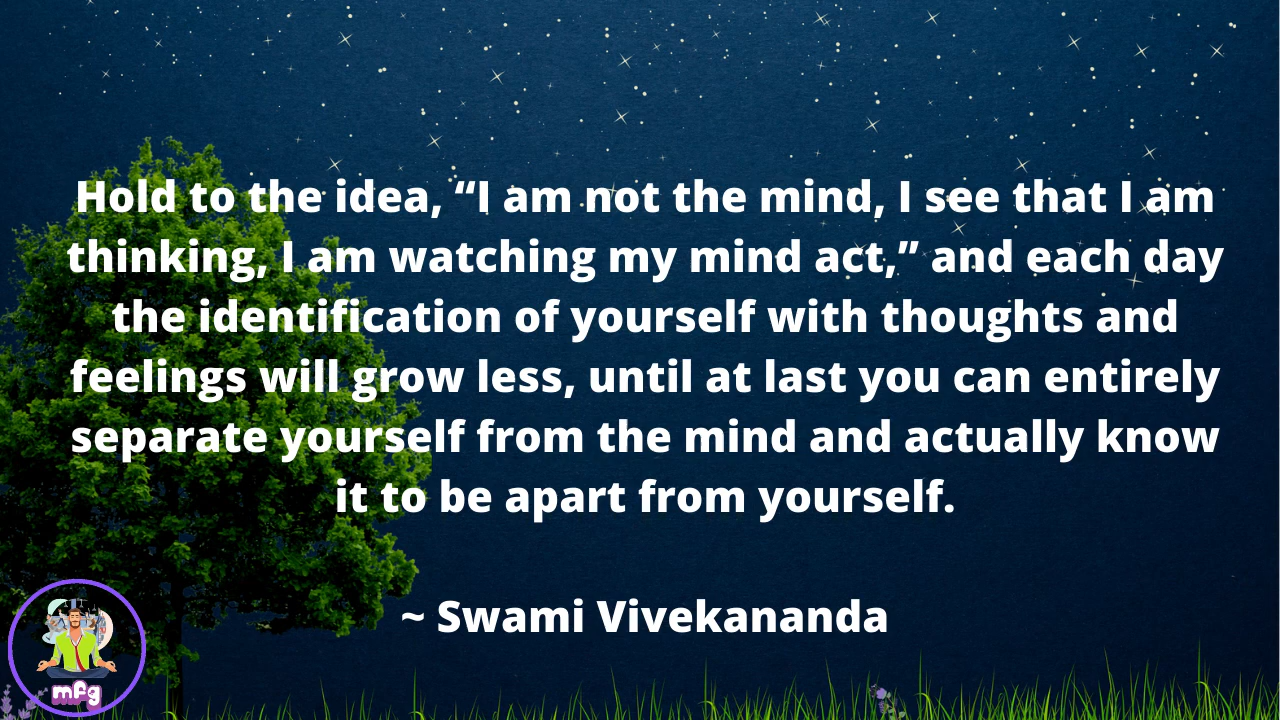 Hold to the idea, “I am not the mind, I see that I am
thinking, I am watching my mind act,” and each day
the identification of yourself with thoughts and
feelings will grow less, until at last you can entirely
separate yourself from the mind and actually know
it to be apart from yourself.
~ Swami Vivekananda
mfg